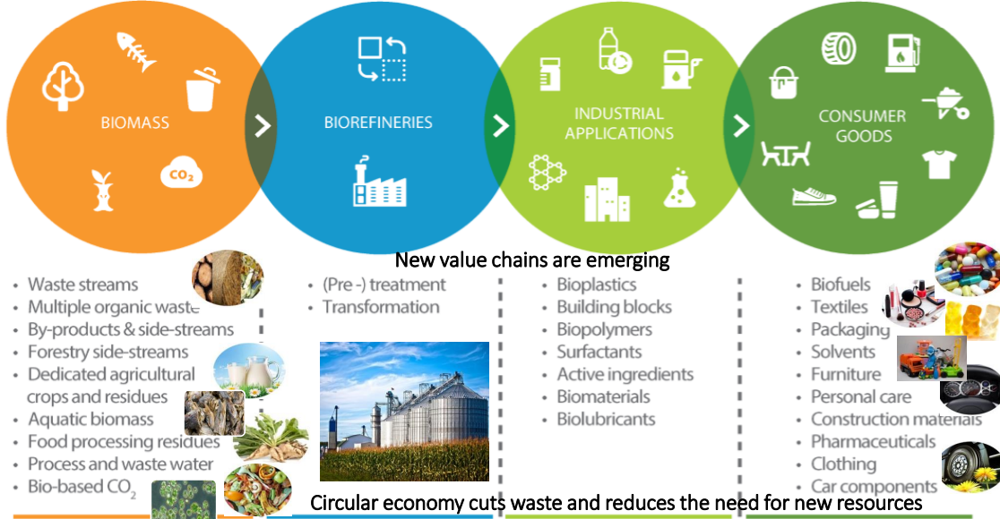 BIOMASS
CO₂
BIOREFINERIES
INDUSTRIAL
APPLICATIONS
CONSUMER
GOODS
New value chains are emerging
• Waste streams
• Multiple organic waste
• By-products & side-streams
• Forestry side-streams
• Dedicated agricultural
crops and residues
• Aquatic biomass
• Food processing residues
• Process and waste water
• Bio-based CO₂
• (Pre -) treatment
• Transformation
• Bioplastics
• Building blocks
• Biopolymers
• Surfactants
• Active ingredients
• Biomaterials
• Biolubricants
• Biofuels
• Textiles
• Packaging
• Solvents
• Furniture
• Personal care
• Construction materials
• Pharmaceuticals
• Clothing
• Car components
Circular economy cuts waste and reduces the need for new resources